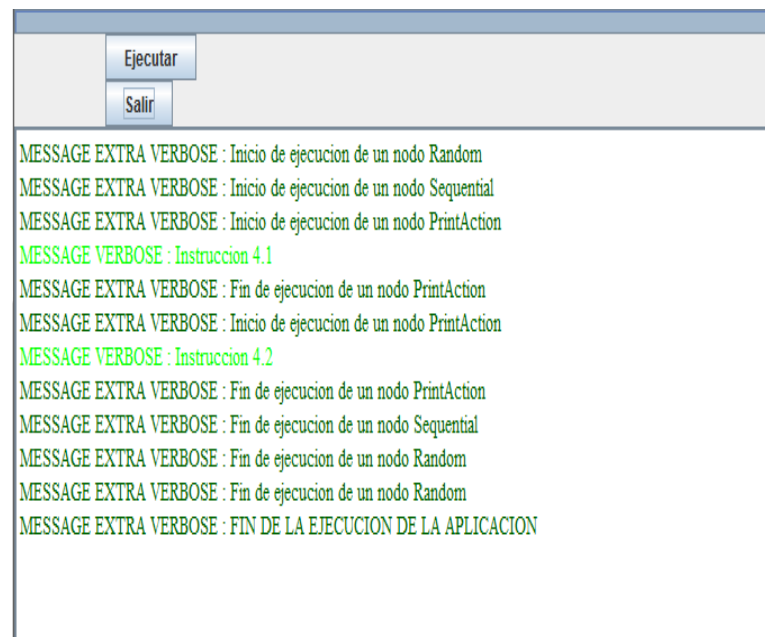 Ejecutar
Salir
MESSAGE EXTRA VERBOSE : Inicio de ejecucion de un nodo Random
MESSAGE EXTRA VERBOSE : Inicio de ejecucion de un nodo Sequential
MESSAGE EXTRA VERBOSE : Inicio de ejecucion de un nodo PrintAction
MESSAGE VERBOSE : Instruccion 4.1
MESSAGE EXTRA VERBOSE : Fin de ejecucion de un nodo PrintAction
MESSAGE EXTRA VERBOSE : Inicio de ejecucion de un nodo PrintAction
MESSAGE VERBOSE : Instruccion 4.2
MESSAGE EXTRA VERBOSE : Fin de ejecucion de un nodo PrintAction
MESSAGE EXTRA VERBOSE : Fin de ejecucion de un nodo Sequential
MESSAGE EXTRA VERBOSE : Fin de ejecucion de un nodo Random
MESSAGE EXTRA VERBOSE : Fin de ejecucion de un nodo Random
MESSAGE EXTRA VERBOSE : FIN DE LA EJECUCION DE LA APLICACION